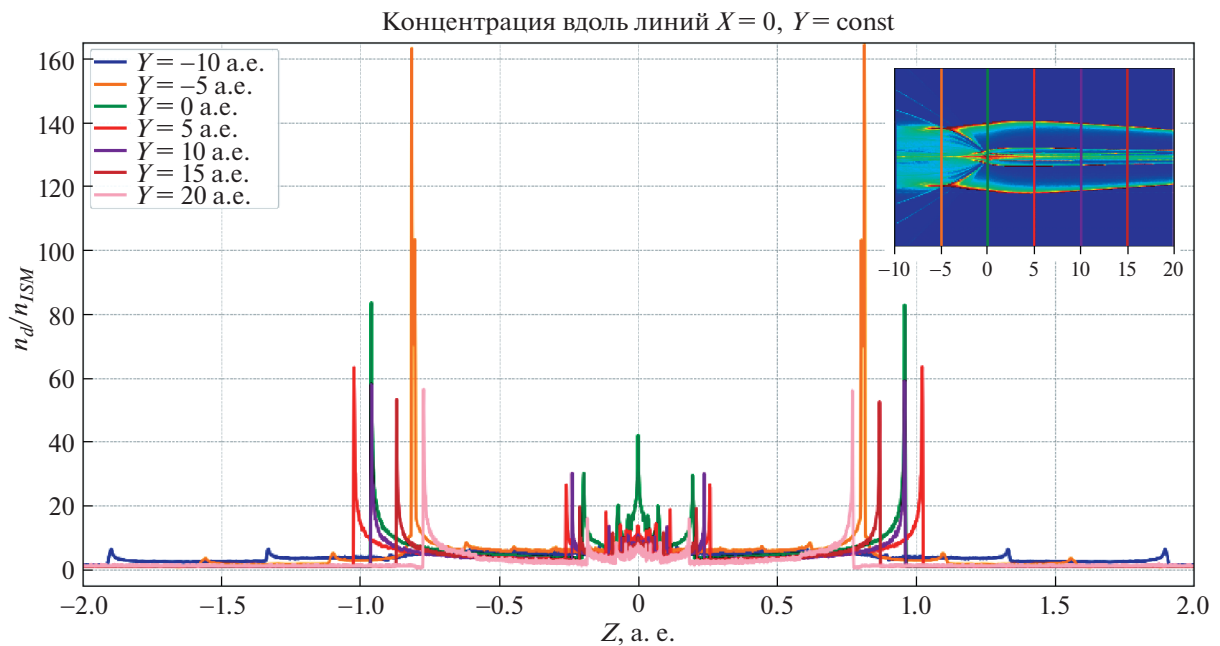 Концентрация вдоль линий X = 0, Y = const
160
140
120
100
80
60
40
20
0
n_d/n_ISM
Y = –10 а.е.
Y = –5 а.е.
Y = 0 а.е.
Y = 5 а.е.
Y = 10 а.е.
Y = 15 а.е.
Y = 20 а.е.
–10 –5 0 5 10 15 20
–2.0 –1.5 –1.0 –0.5 0 0.5 1.0 1.5 2.0
Z, а. е.